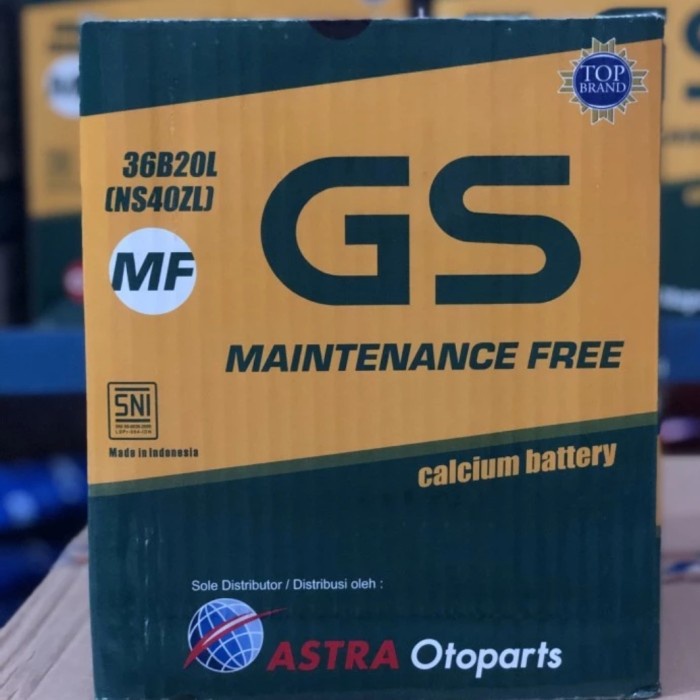 TOP
BRAND
36B20L
(NS40ZL)
GS
MF
MAINTENANCE FREE
SNI
Made in Indonesia
calcium battery
Sole Distributor / Distribusi oleh :
ASTRA Otoparts
MF